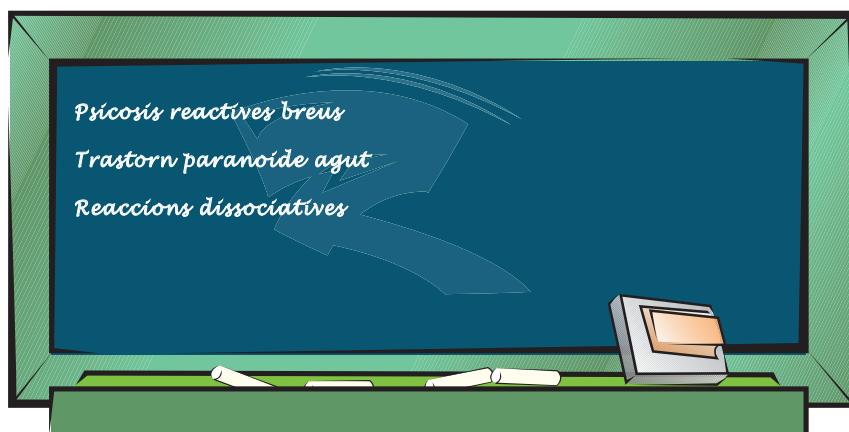 Psicosis reactives breus
Trastorn paranoide agut
Reaccions dissociatives